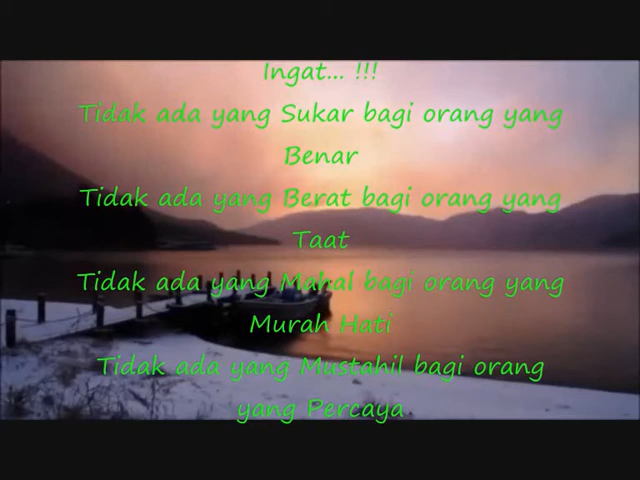 Ingat... !!!
Tidak ada yang Sukar bagi orang yang
Benar
Tidak ada yang Berat bagi orang yang
Taat
Tidak ada yang Mahal bagi orang yang
Murah Hati
Tidak ada yang Mustahil bagi orang
yang Percaya